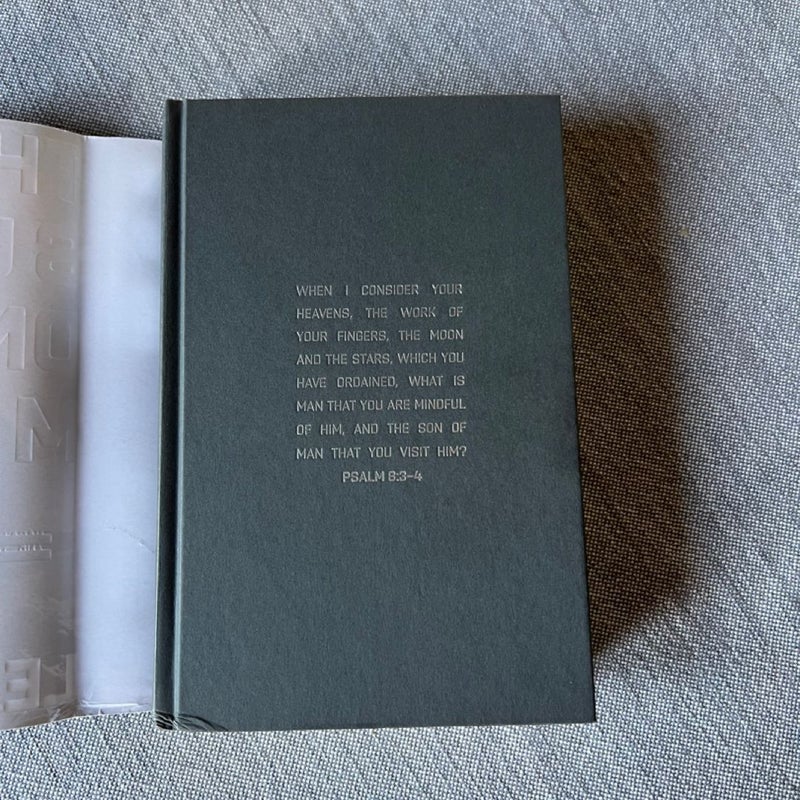 WHEN I CONSIDER YOUR
HEAVENS, THE WORK OF
YOUR FINGERS, THE MOON
AND THE STARS, WHICH YOU
HAVE ORDAINED, WHAT IS
MAN THAT YOU ARE MINDFUL
OF HIM, AND THE SON OF
MAN THAT YOU VISIT HIM?
PSALM 8:3–4